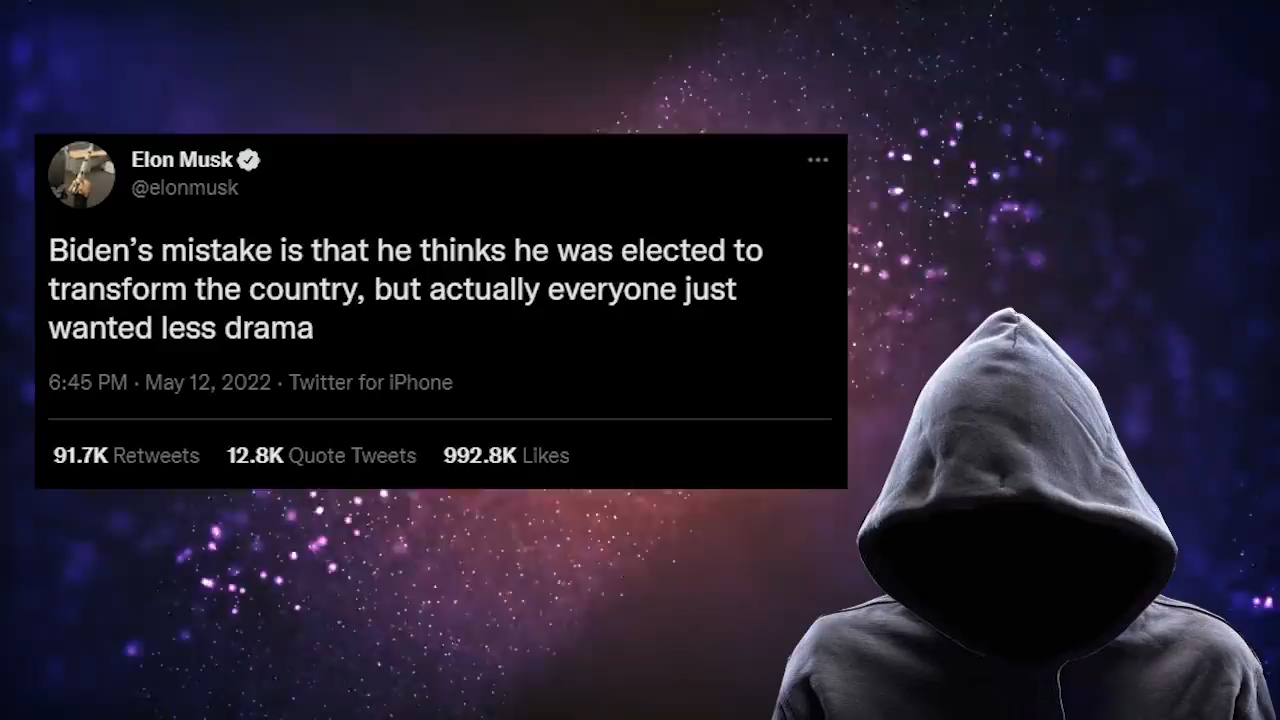 Elon Musk
@elonmusk
Biden’s mistake is that he thinks he was elected to
transform the country, but actually everyone just
wanted less drama
6:45 PM · May 12, 2022 · Twitter for iPhone
91.7K Retweets 12.8K Quote Tweets 992.8K Likes